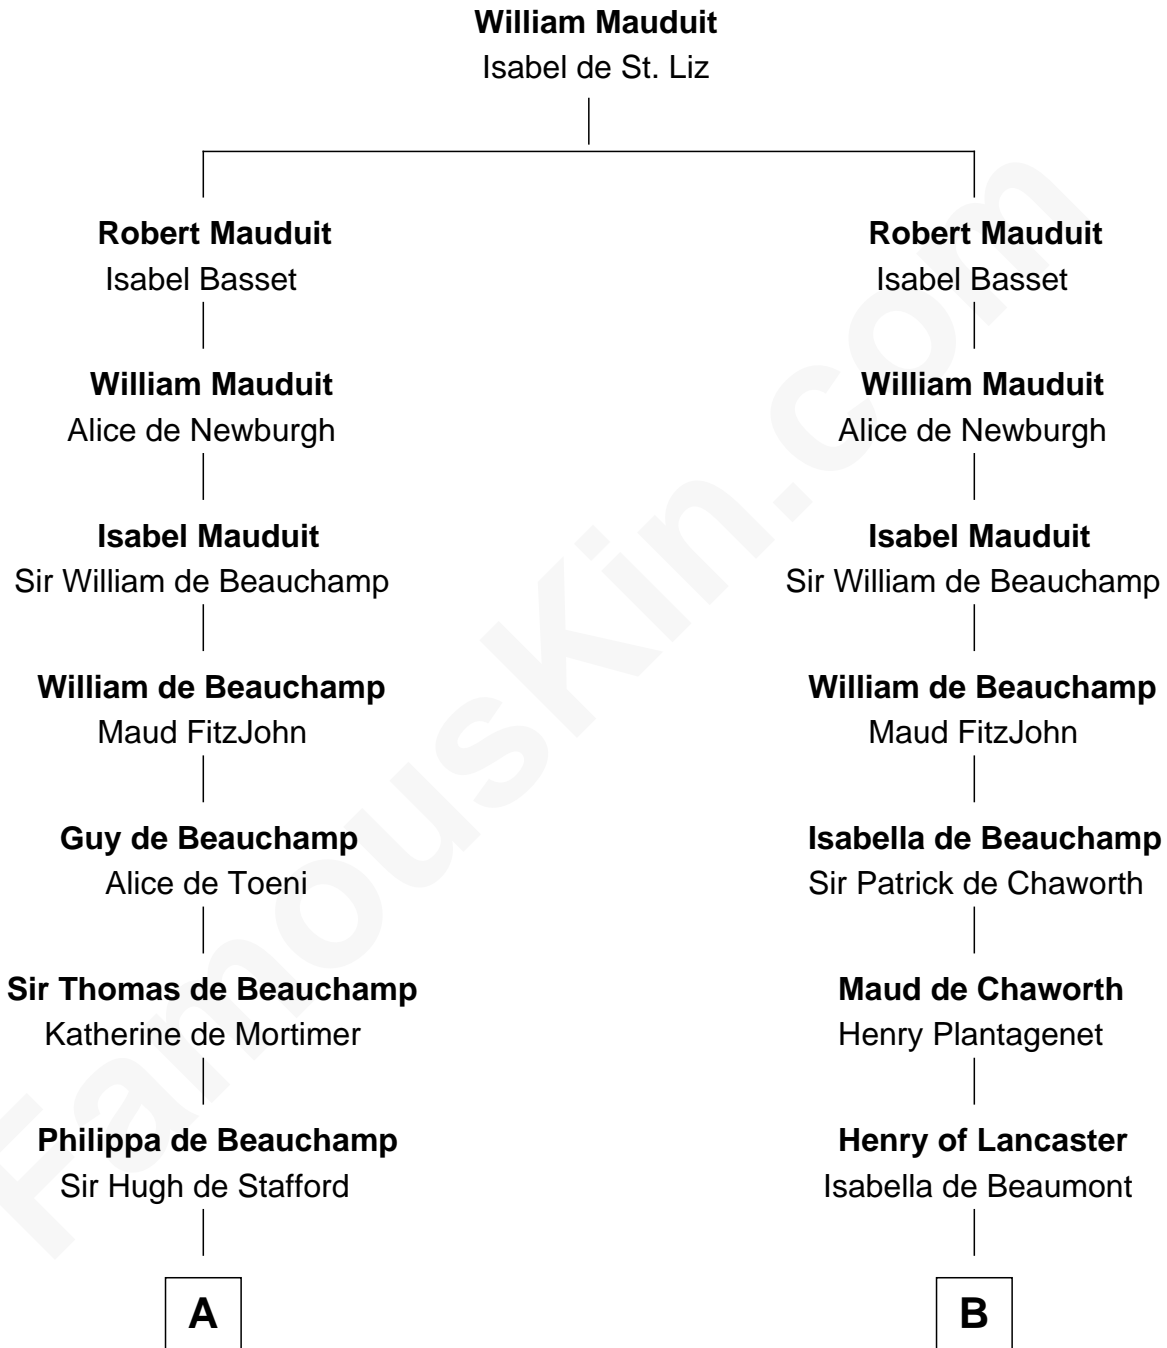 William Mauduit
Isabel de St. Liz
Robert Mauduit
Isabel Basset
Robert Mauduit
Isabel Basset
William Mauduit
Alice de Newburgh
William Mauduit
Alice de Newburgh
Isabel Mauduit
Sir William de Beauchamp
Isabel Mauduit
Sir William de Beauchamp
William de Beauchamp
Maud FitzJohn
William de Beauchamp
Maud FitzJohn
Guy de Beauchamp
Alice de Toeni
Isabella de Beauchamp
Sir Patrick de Chaworth
Sir Thomas de Beauchamp
Katherine de Mortimer
Maud de Chaworth
Henry Plantagenet
Philippa de Beauchamp
Sir Hugh de Stafford
Henry of Lancaster
Isabella de Beaumont
A
B
FamousKin.com